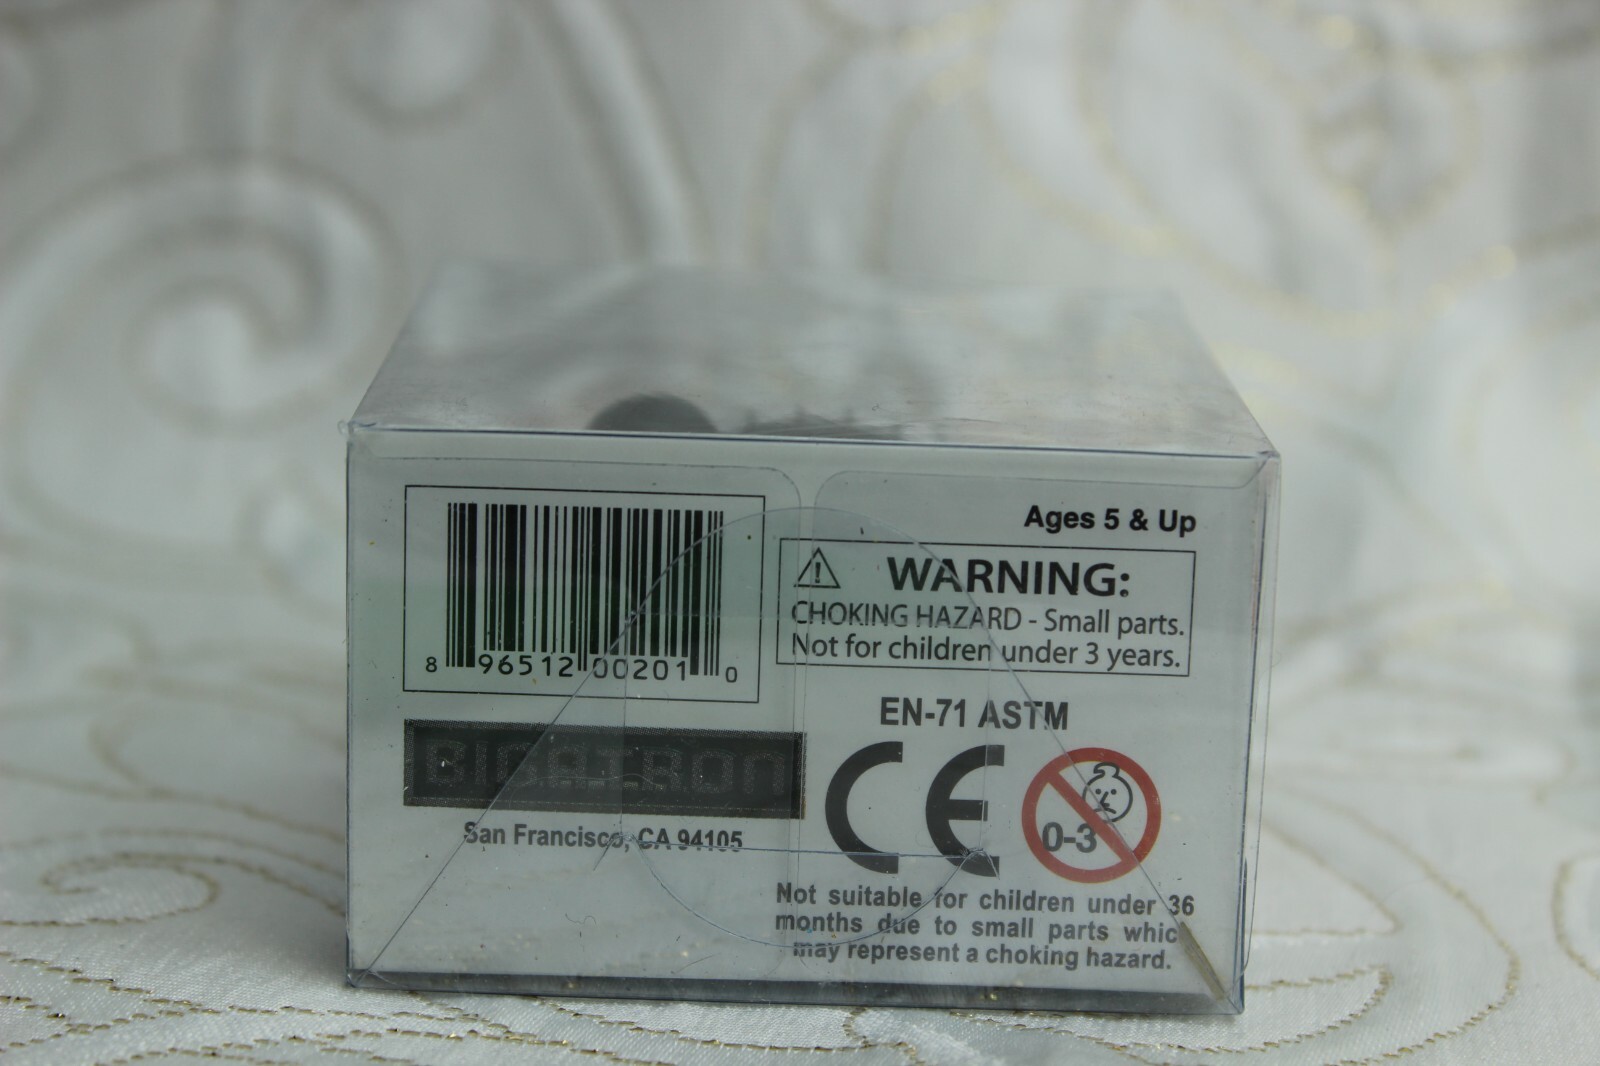 8 96512 00201 0
BIGATRON
San Francisco, CA 94105
Ages 5 & Up
WARNING:
CHOKING HAZARD - Small parts.
Not for children under 3 years.
EN-71 ASTM
CE
0-3
Not suitable for children under 36
months due to small parts whic
may represent a choking hazard.